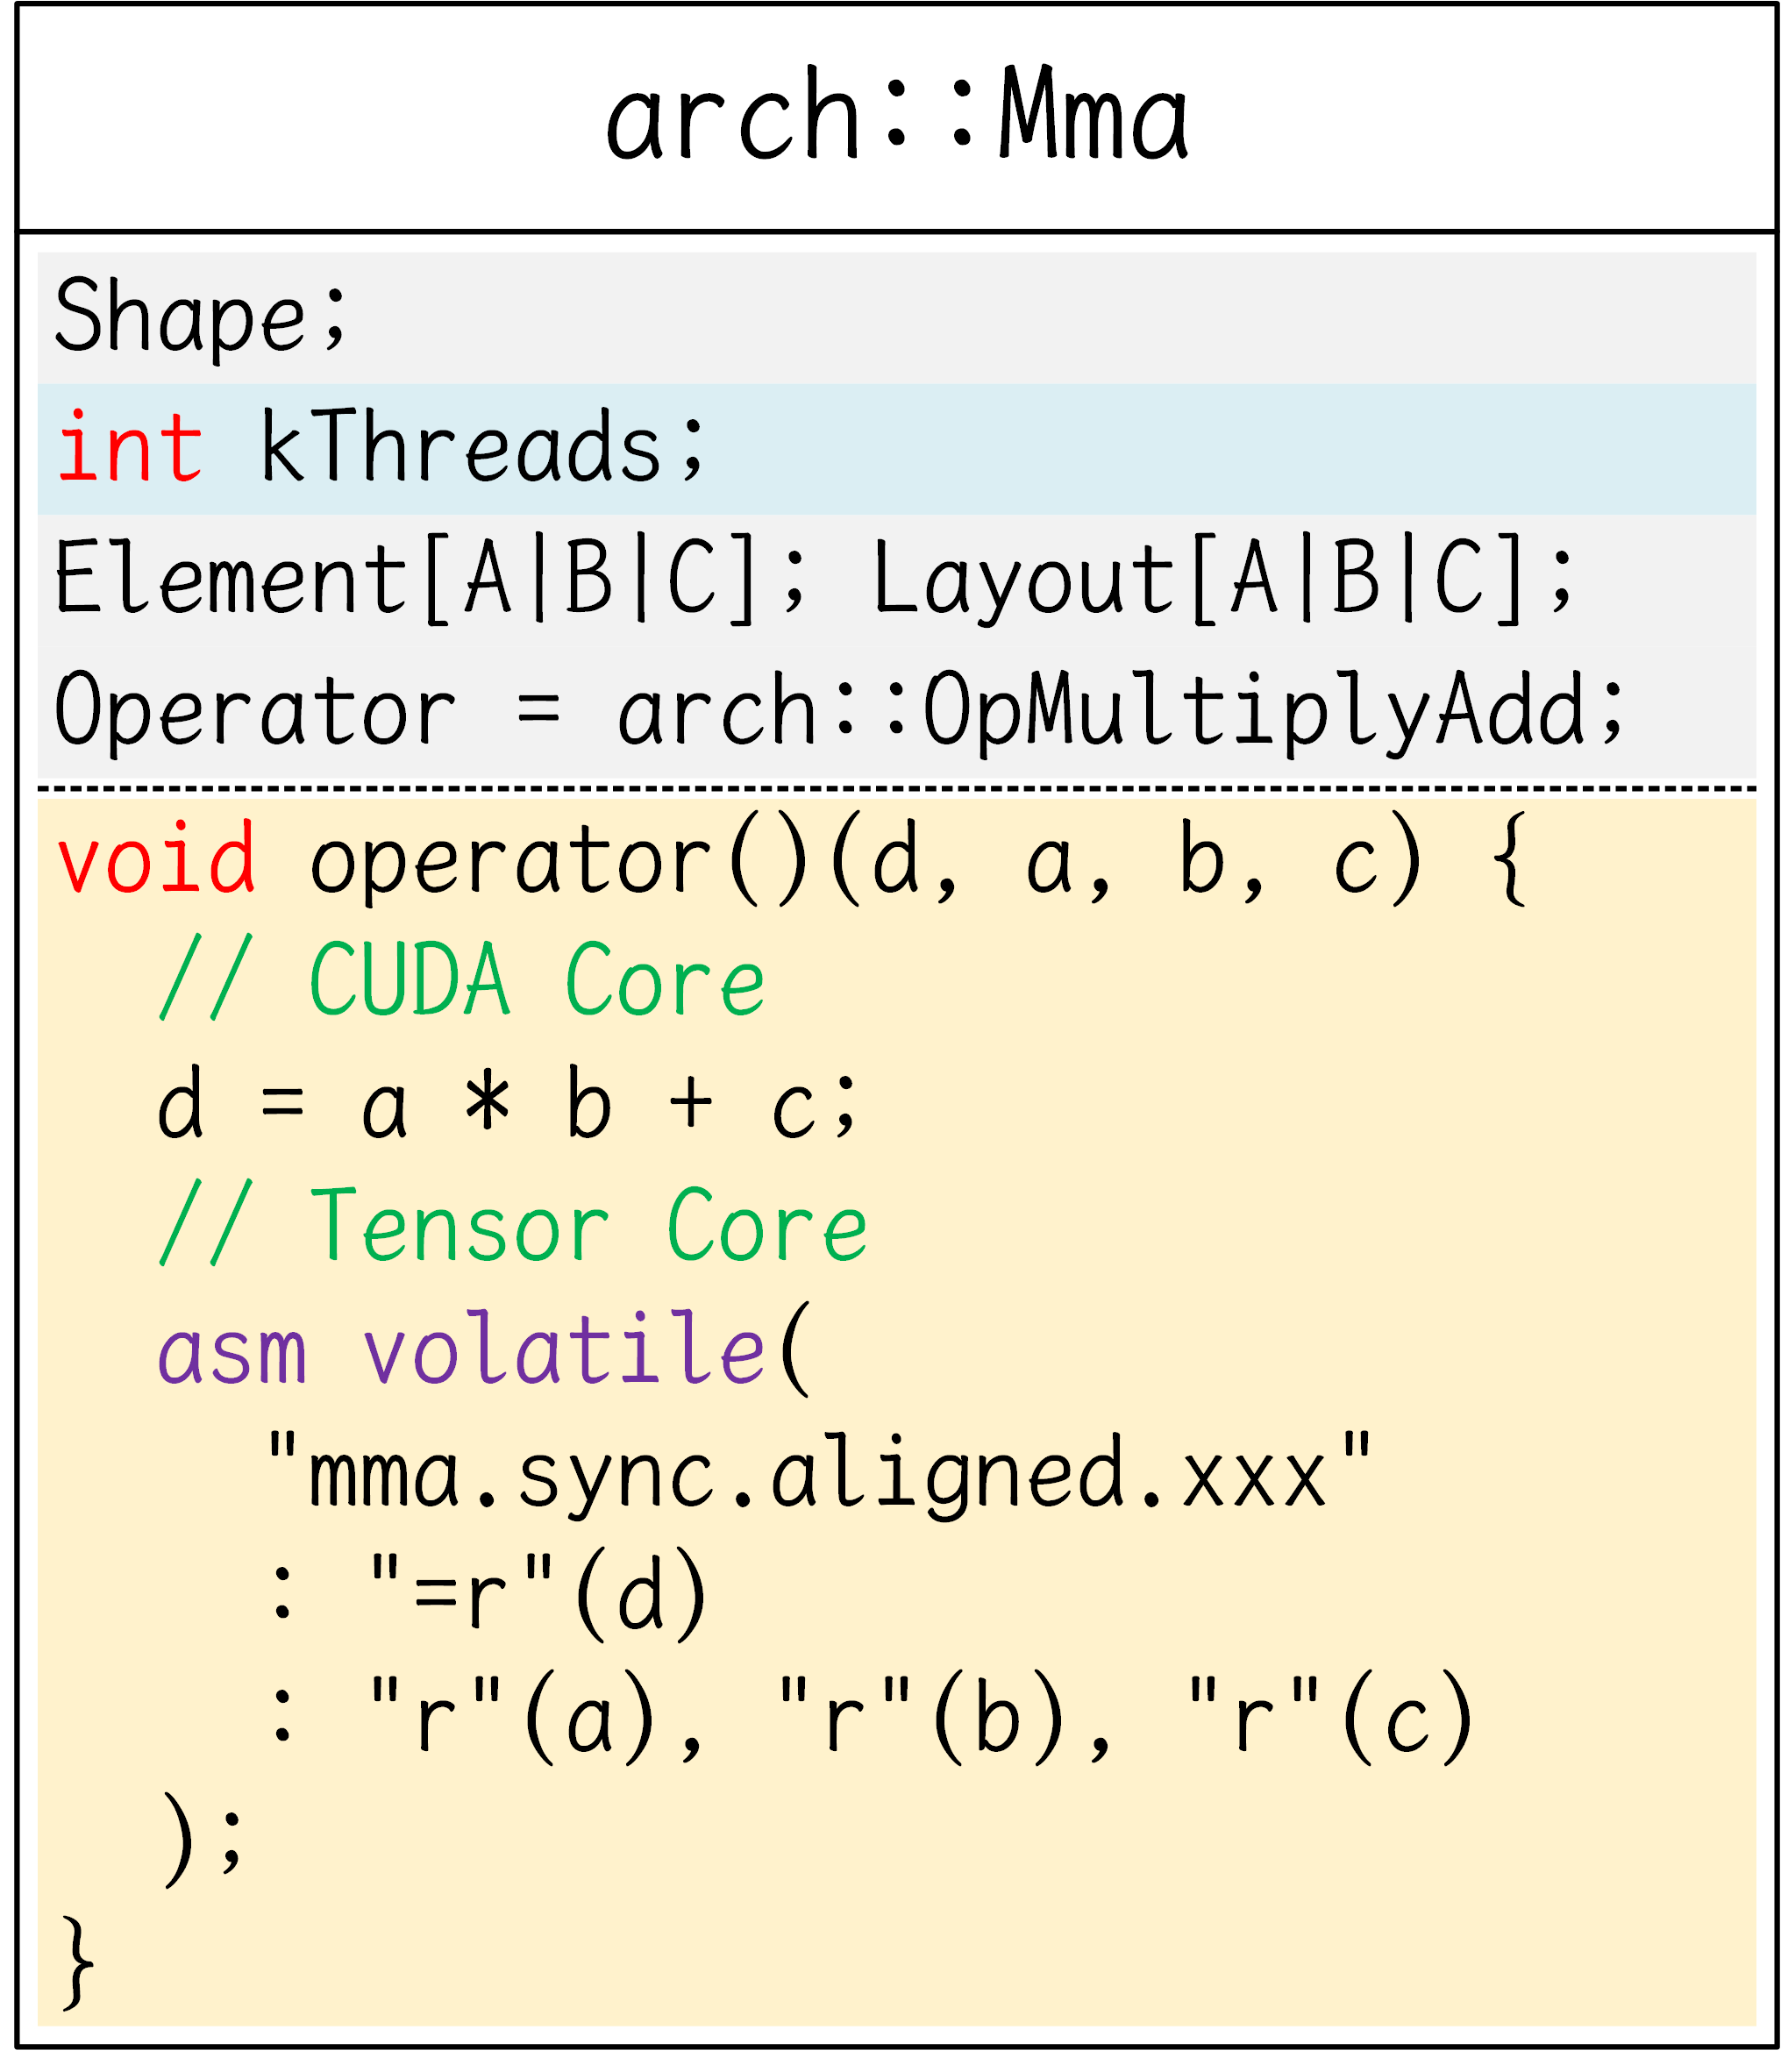 arch::Mma
Shape;
int kThreads;
Element[A|B|C]; Layout[A|B|C];
Operator = arch::OpMultiplyAdd;
void operator()(d, a, b, c) {
  // CUDA Core
  d = a * b + c;
  // Tensor Core
  asm volatile(
    "mma.sync.aligned.xxx"
    : "=r"(d)
    : "r"(a), "r"(b), "r"(c)
  );
}